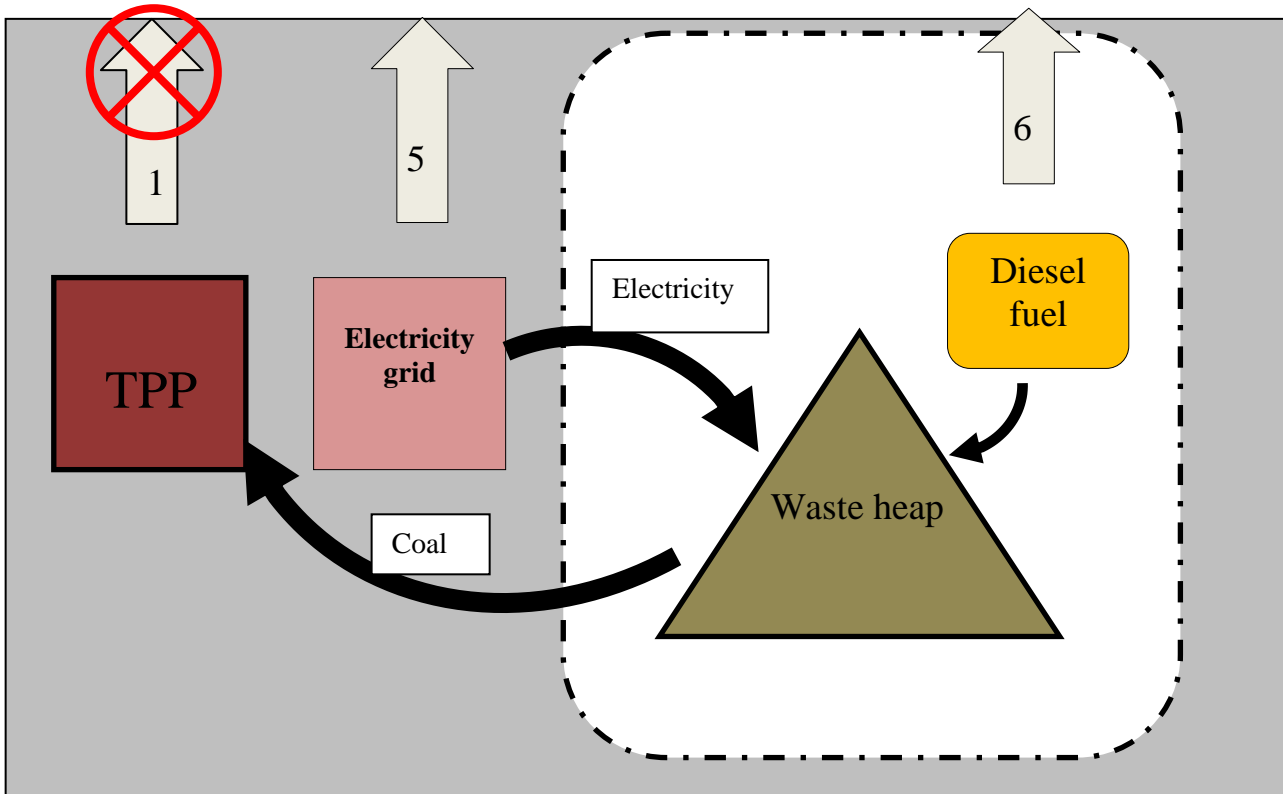 1
5
6
Electricity
Diesel
fuel
Electricity
grid
TPP
Waste heap
Coal